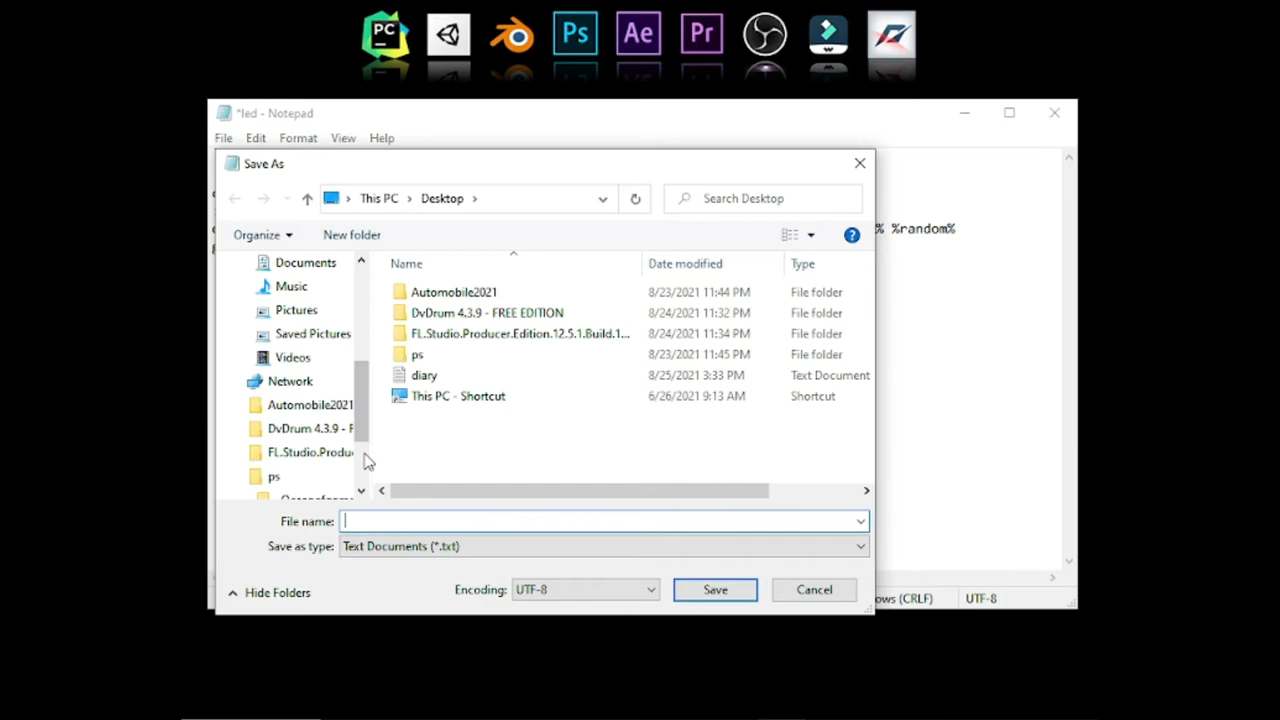 PC
Ps
Ae
Pr
*led - Notepad
File Edit Format View Help
Save As
This PC > Desktop >
Search Desktop
% %random%
Organize
New folder
Name
Date modified
Type
Documents
Music
Pictures
Saved Pictures
Videos
Network
Automobile2021
DvDrum 4.3.9 - F
FL.Studio.Produ
ps
Automobile2021 8/23/2021 11:44 PM File folder
DvDrum 4.3.9 - FREE EDITION 8/24/2021 11:32 PM File folder
FL.Studio.Producer.Edition.12.5.1.Build.1... 8/24/2021 11:34 PM File folder
ps 8/23/2021 11:45 PM File folder
diary 8/25/2021 3:33 PM Text Document
This PC - Shortcut 6/26/2021 9:13 AM Shortcut
File name:
Save as type: Text Documents (*.txt)
Hide Folders
Encoding: UTF-8
Save
Cancel
ows (CRLF)
UTF-8